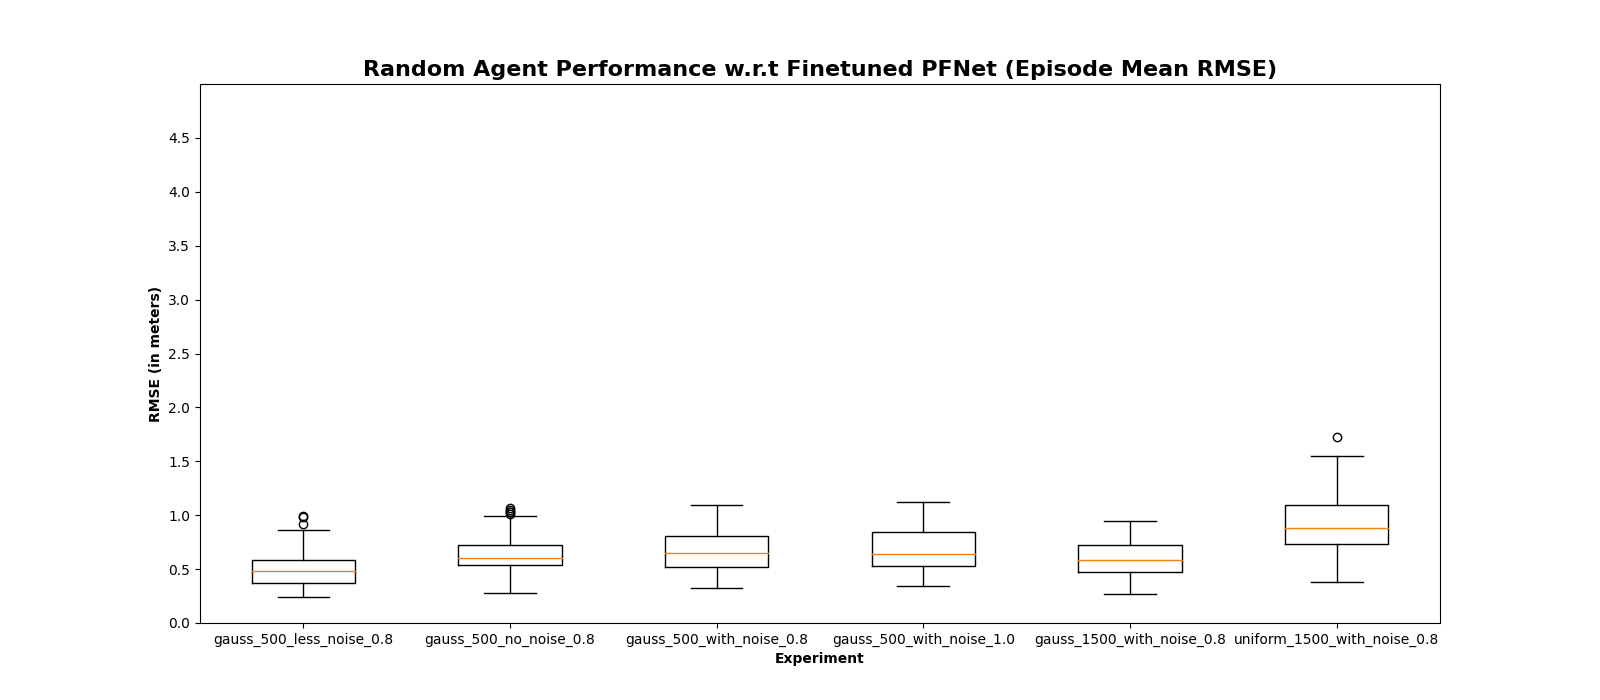 Random Agent Performance w.r.t Finetuned PFNet (Episode Mean RMSE)
RMSE (in meters)
4.5
4.0
3.5
3.0
2.5
2.0
1.5
1.0
0.5
0.0
gauss_500_less_noise_0.8 gauss_500_no_noise_0.8 gauss_500_with_noise_0.8 gauss_500_with_noise_1.0 gauss_1500_with_noise_0.8 uniform_1500_with_noise_0.8
Experiment